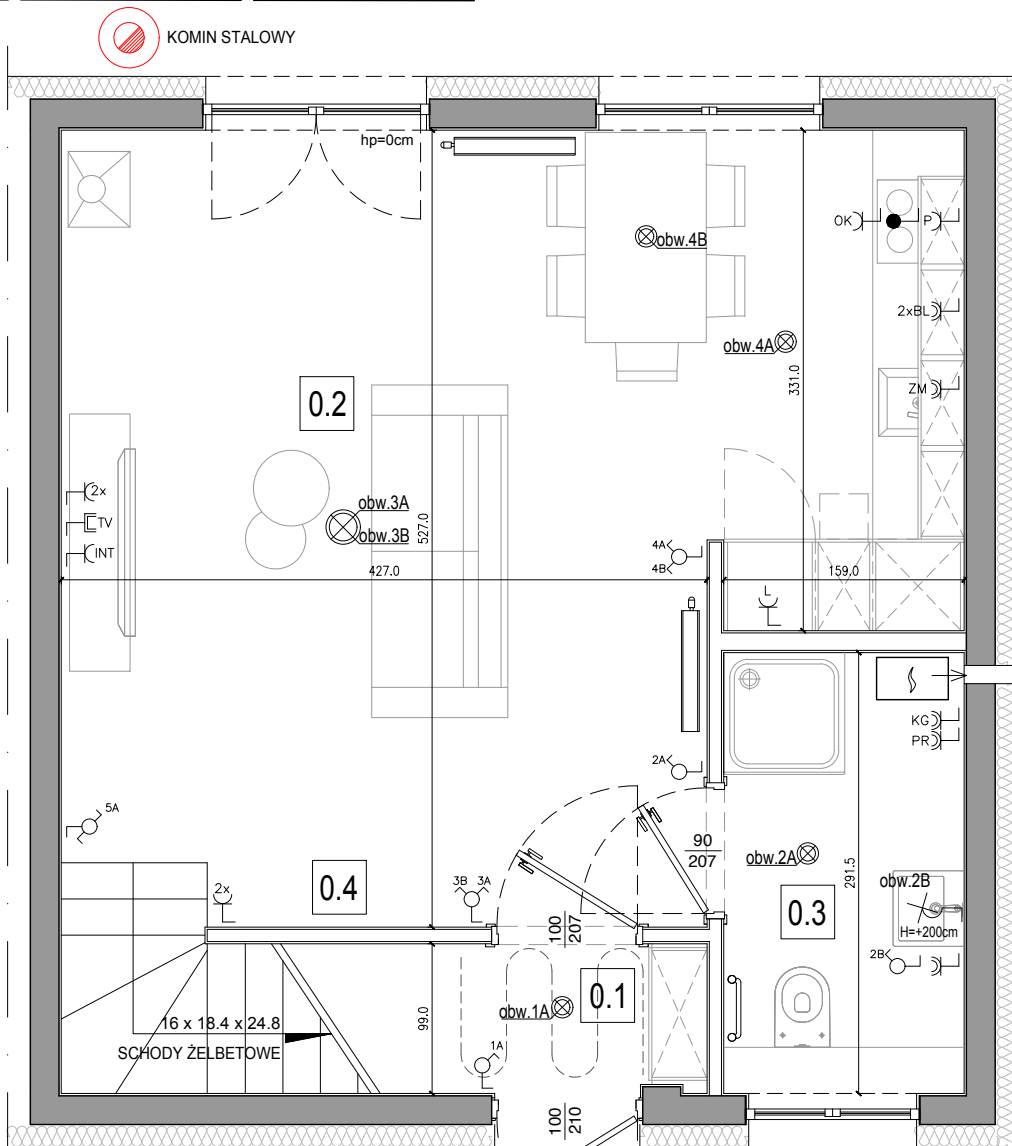 KOMIN STALOWY
hp=0cm
OK
P
obw.4B
2xBL
obw.4A
331.0
ZM
0.2
2x
obw.3A
TV
obw.3B
527.0
INT
4A
4B
427.0
159.0
L
KG
PR
2A
5A
90
207
obw.2A
291.5
obw.2B
2x
0.4
3B 3A
0.3
H=+200cm
100
207
2B
0.1
obw.1A
99.0
16 x 18.4 x 24.8
SCHODY ŻELBETOWE
1A
100
210